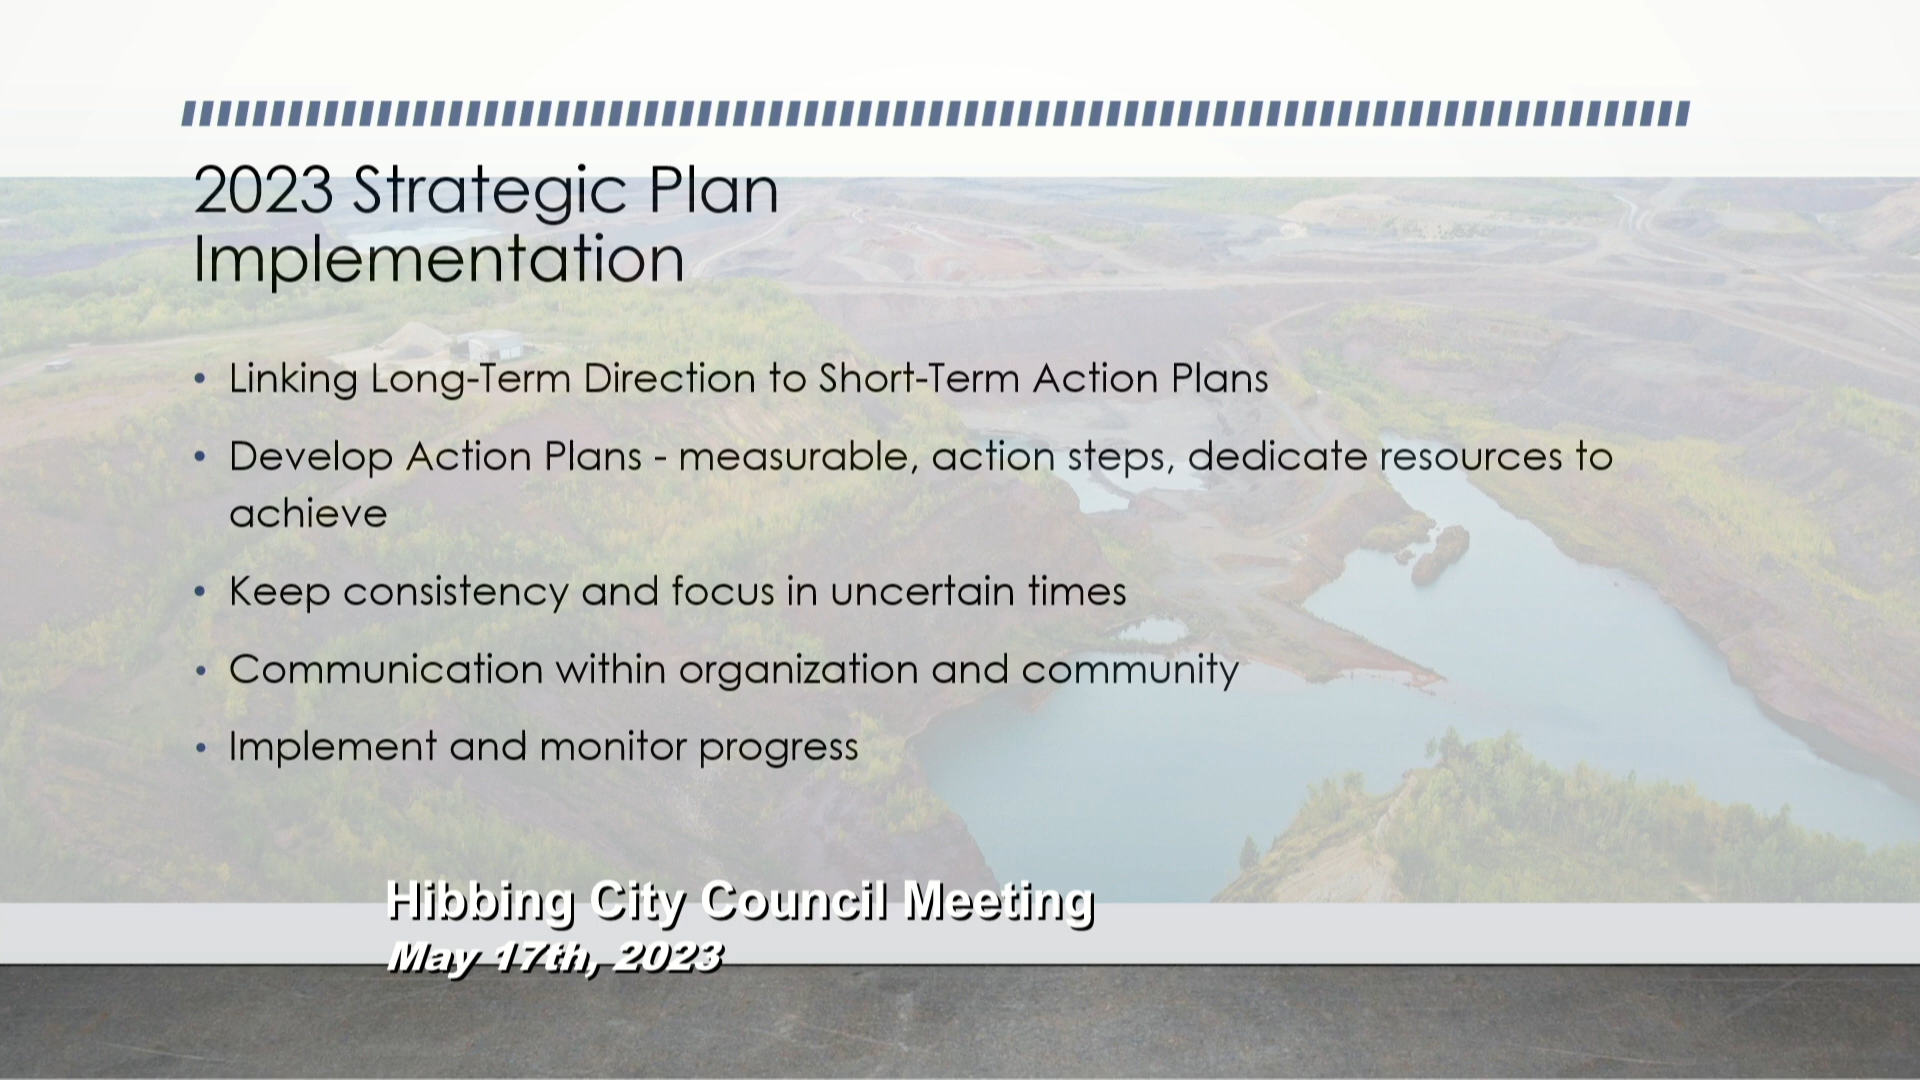 2023 Strategic Plan
Implementation
• Linking Long-Term Direction to Short-Term Action Plans
• Develop Action Plans - measurable, action steps, dedicate resources to
achieve
• Keep consistency and focus in uncertain times
• Communication within organization and community
• Implement and monitor progress
Hibbing City Council Meeting
May 17th, 2023